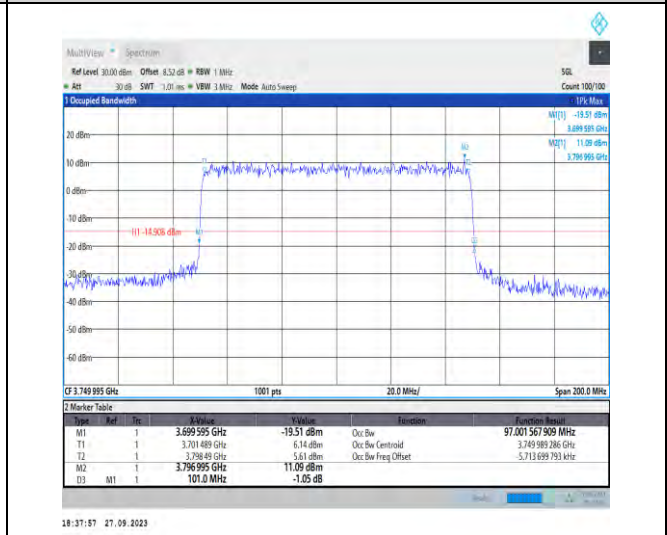 MultiView Spectrum
Ref Level 30.00 dBm Offset 8.52 dB RBW 1 MHz SGL
Att 30 dB SWT 1.01 ms VBW 3 MHz Mode Auto Sweep Count 100/100
1 Occupied Bandwidth 1Pk Max
M1[1] -19.51 dBm
3.699 595 GHz
M2[1] 11.09 dBm
3.796 995 GHz
20 dBm
10 dBm
0 dBm
-10 dBm
H1 -14.908 dBm
-30 dBm
-40 dBm
-50 dBm
-60 dBm
CF 3.749 995 GHz 1001 pts 20.0 MHz/ Span 200.0 MHz
2 Marker Table
Type Ref Trc X-Value Y-Value Function Function Result
M1 1 3.699 595 GHz -19.51 dBm Occ Bw 97.001 567 909 MHz
T1 1 3.701 489 GHz 6.14 dBm Occ Bw Centroid 3.749 989 286 GHz
T2 1 3.798 49 GHz 5.61 dBm Occ Bw Freq Offset -5.713 699 793 kHz
M2 1 3.796 995 GHz 11.09 dBm
D3 M1 1 101.0 MHz -1.05 dB
18:37:57 27.09.2023